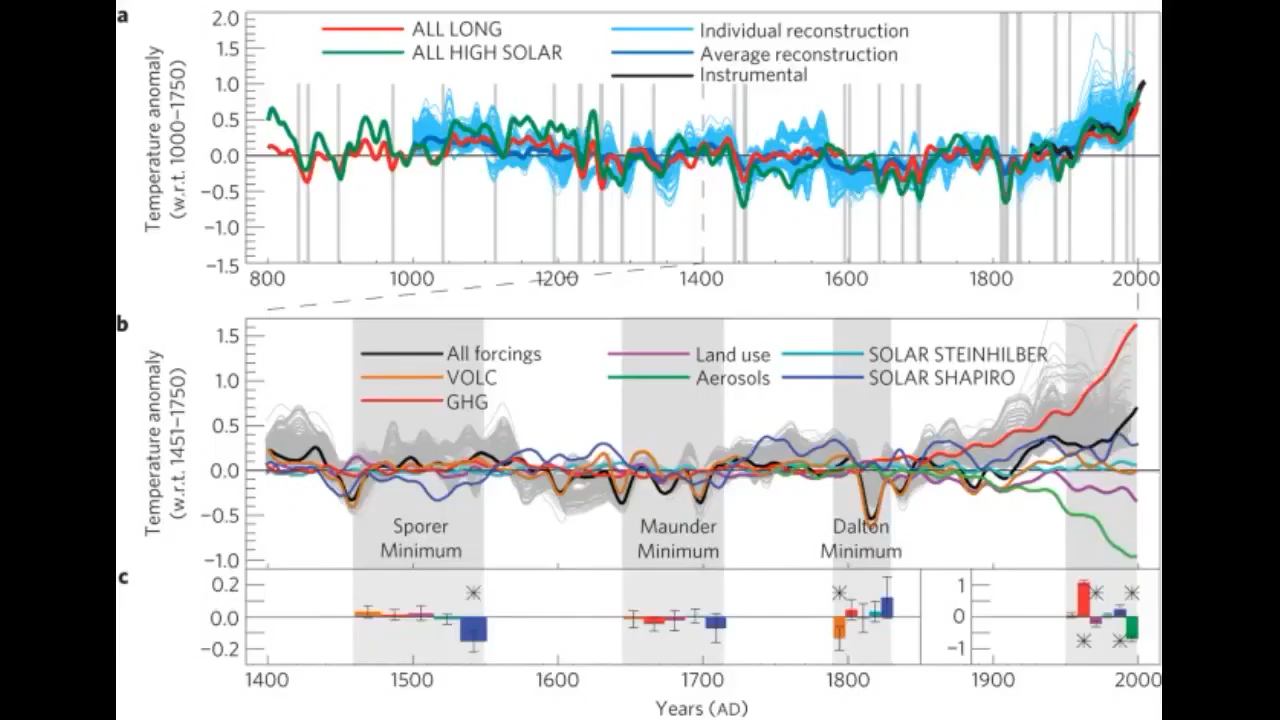 a
2.0
1.5
1.0
0.5
0.0
−0.5
−1.0
−1.5
Temperature anomaly
(w.r.t. 1000–1750)
ALL LONG
ALL HIGH SOLAR
Individual reconstruction
Average reconstruction
Instrumental
800 1000 1200 1400 1600 1800 2000
b
1.5
1.0
0.5
0.0
−0.5
−1.0
Temperature anomaly
(w.r.t. 1451–1750)
All forcings
VOLC
GHG
Land use
Aerosols
SOLAR STEINHILBER
SOLAR SHAPIRO
Sporer
Minimum
Maunder
Minimum
Dalton
Minimum
c
0.2
0.0
−0.2
1
0
−1
1400 1500 1600 1700 1800 1900 2000
Years (AD)